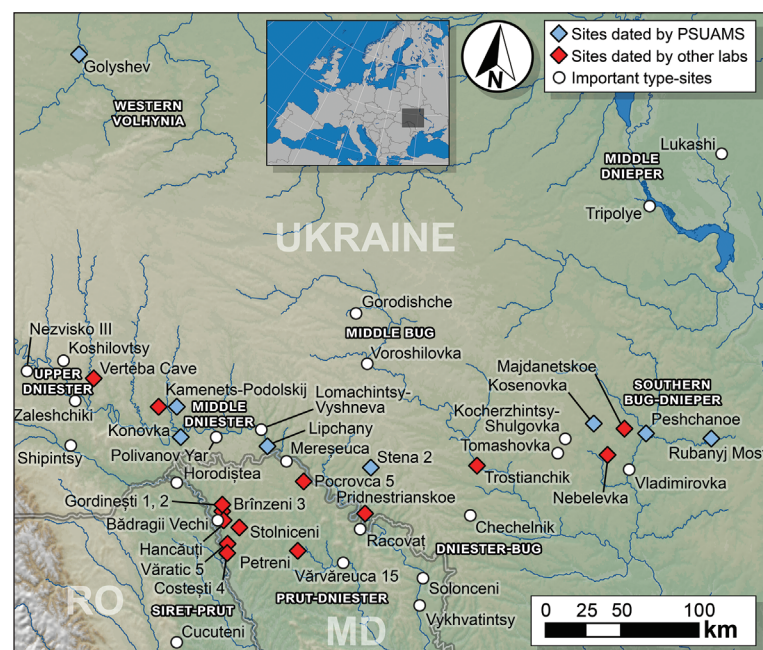 Sites dated by PSUAMS
Sites dated by other labs
Important type-sites
N
Golyshev
WESTERN
VOLHYNIA
Lukashi
MIDDLE
DNIEPER
Tripolye
UKRAINE
Gorodishche
MIDDLE BUG
Voroshilovka
Nezvisko III
Koshilovtsy
UPPER
DNIESTER
Verteba Cave
Zaleshchiki
Shipintsy
Kamenets-Podolskij
MIDDLE
DNIESTER
Konovka
Polivanov Yar
Lomachintsy-
Vyshneva
Lipchany
Mereşeuca
Stena 2
Majdanetskoe
Kosenovka
SOUTHERN
BUG-DNIEPER
Peshchanoe
Rubanyj Most
Kocherzhintsy-
Shulgovka
Tomashovka
Trostianchik
Nebelevka
Vladimirovka
Horodiştea
Pocrovca 5
Pridnestrianskoe
Gordineşti 1, 2
Brînzeni 3
Bădragii Vechi
Stolniceni
Hancăuţi
Văratic 5
Costeşti 4
Petreni
Racovaţ
Chechelnik
DNIESTER-BUG
Vărvăreuca 15
Solonceni
PRUT-DNIESTER
Vykhvatintsy
RO
SIRET-PRUT
Cucuteni
MD
0 25 50 100
km